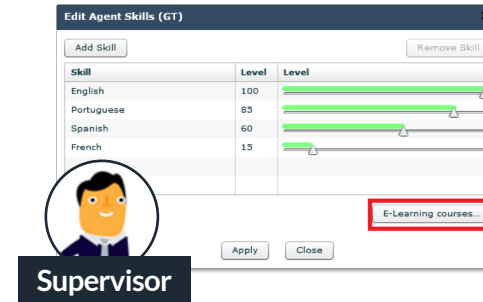 Edit Agent Skills (GT)
Add Skill Remove Skill
Skill Level Level
English 100
Portuguese 85
Spanish 60
French 15
E-Learning courses...
Apply Close
Supervisor